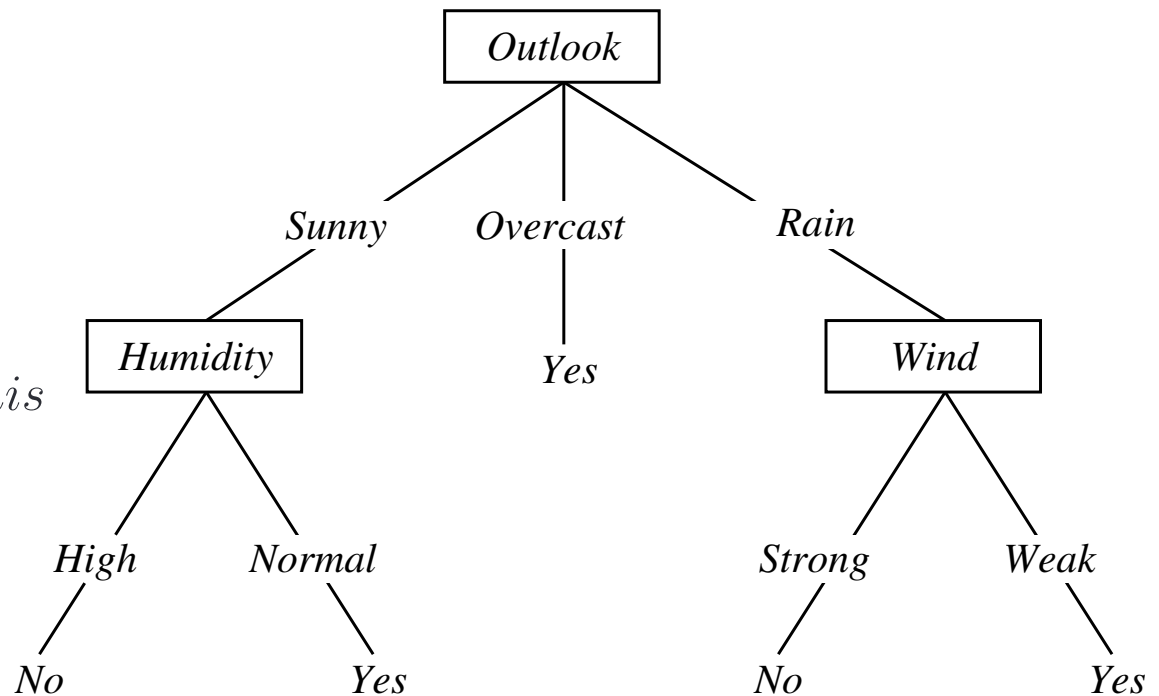 Outlook
Sunny Overcast Rain
Humidity Yes Wind
High Normal Strong Weak
No Yes No Yes